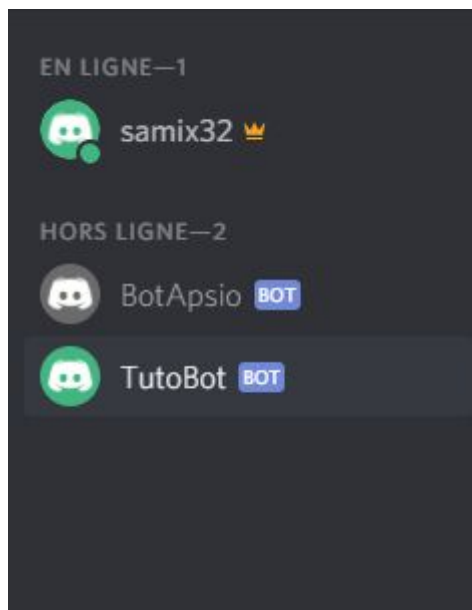 EN LIGNE—1
samix32
HORS LIGNE—2
BotApsio BOT
TutoBot BOT